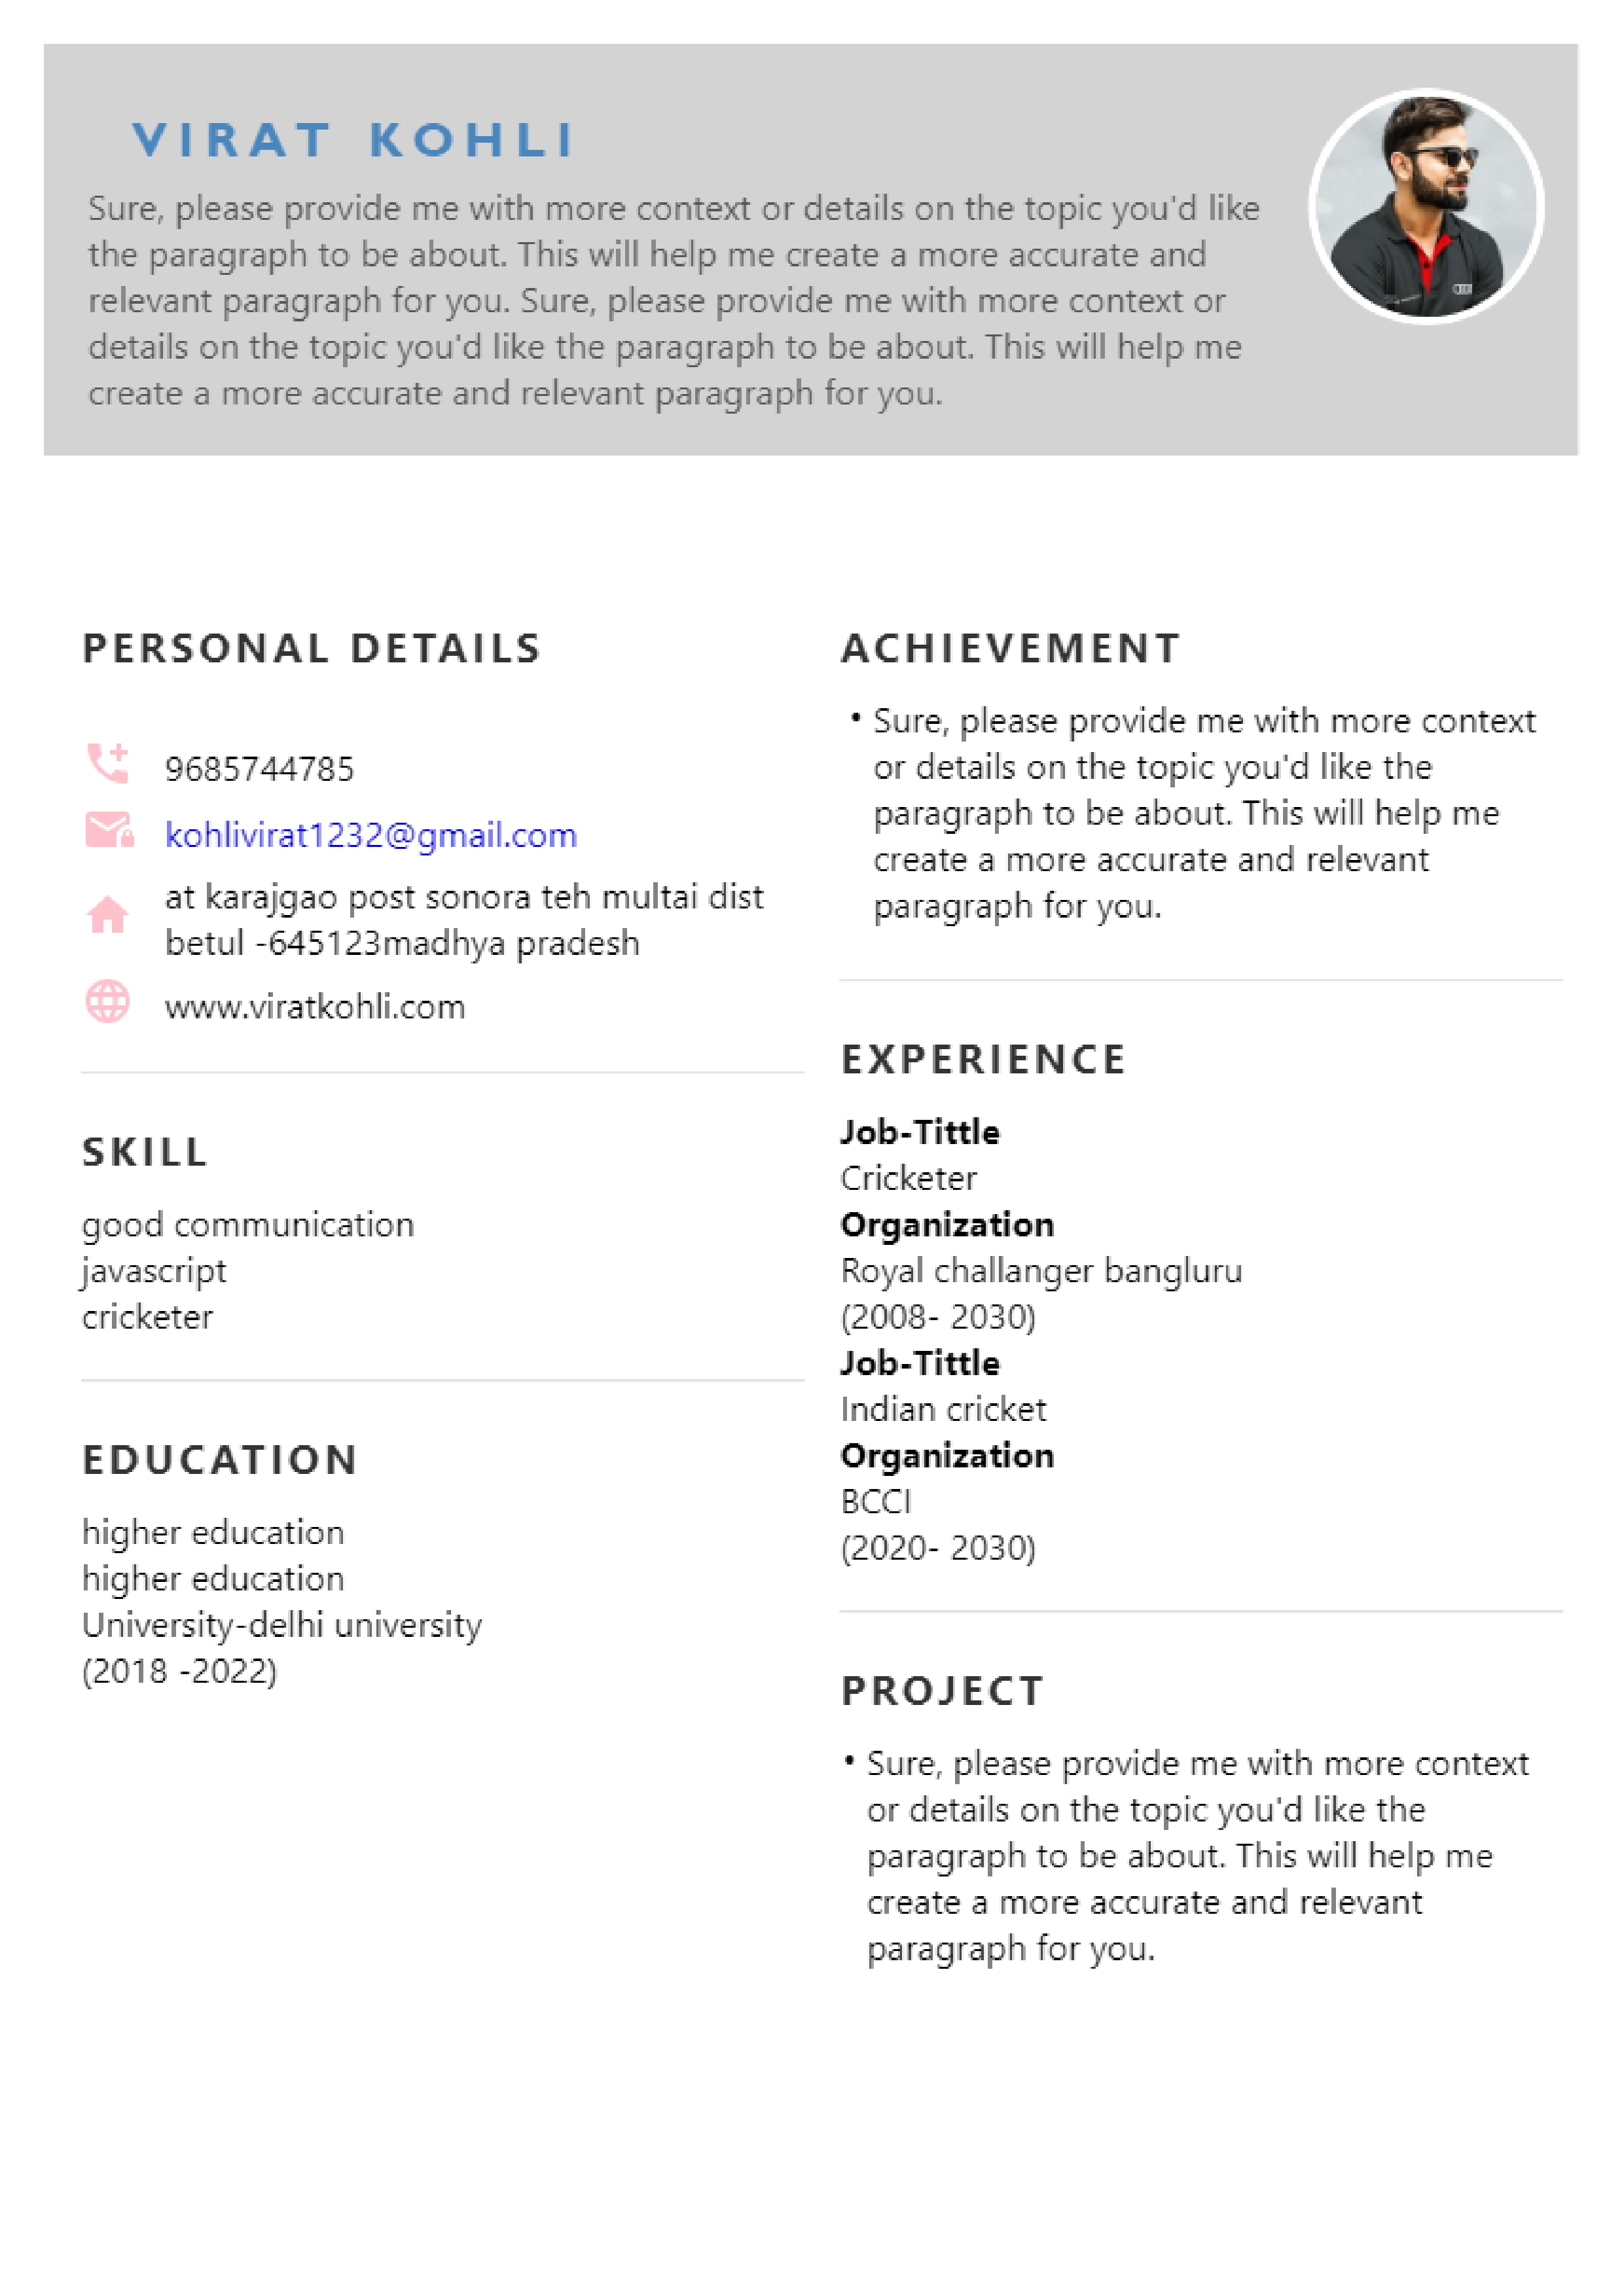 VIRAT KOHLI
Sure, please provide me with more context or details on the topic you'd like
the paragraph to be about. This will help me create a more accurate and
relevant paragraph for you. Sure, please provide me with more context or
details on the topic you'd like the paragraph to be about. This will help me
create a more accurate and relevant paragraph for you.
PERSONAL DETAILS
9685744785
kohlivirat1232@gmail.com
at karajgao post sonora teh multai dist
betul -645123madhya pradesh
www.viratkohli.com
SKILL
good communication
javascript
cricketer
EDUCATION
higher education
higher education
University-delhi university
(2018 -2022)
ACHIEVEMENT
• Sure, please provide me with more context
or details on the topic you'd like the
paragraph to be about. This will help me
create a more accurate and relevant
paragraph for you.
EXPERIENCE
Job-Tittle
Cricketer
Organization
Royal challanger bangluru
(2008- 2030)
Job-Tittle
Indian cricket
Organization
BCCI
(2020- 2030)
PROJECT
• Sure, please provide me with more context
or details on the topic you'd like the
paragraph to be about. This will help me
create a more accurate and relevant
paragraph for you.